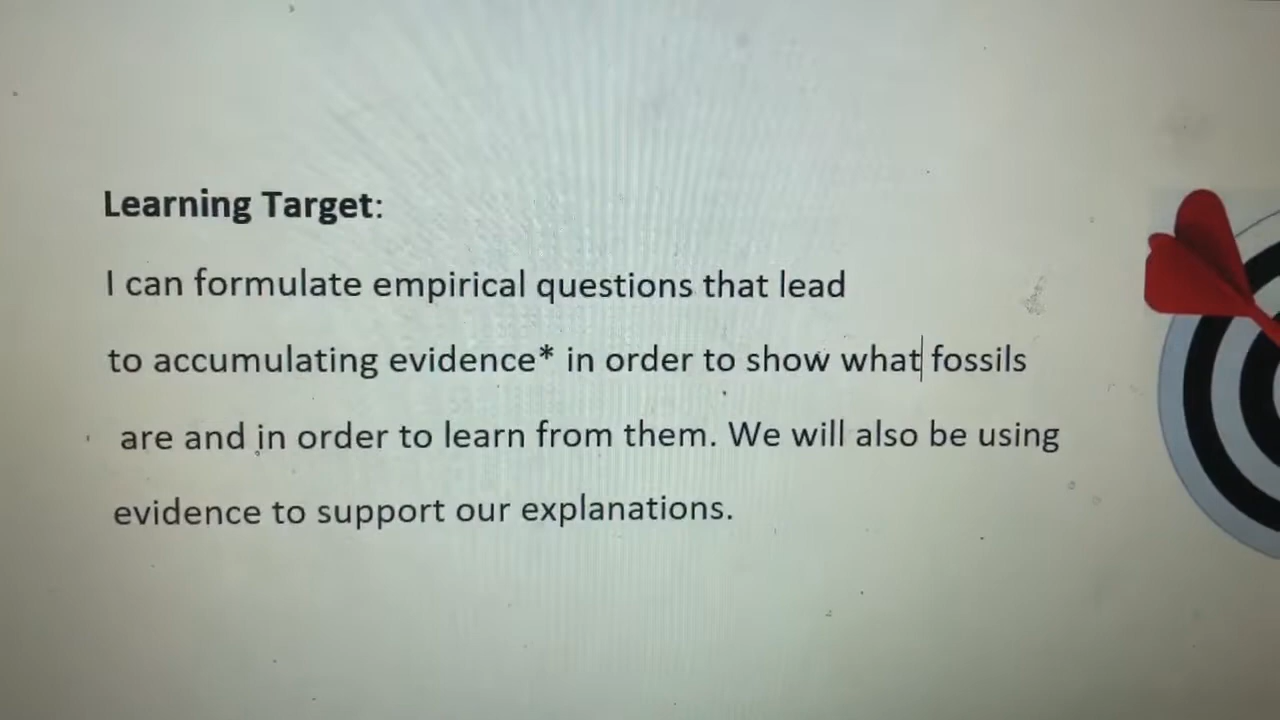 Learning Target:
I can formulate empirical questions that lead
to accumulating evidence* in order to show what fossils
are and in order to learn from them. We will also be using
evidence to support our explanations.